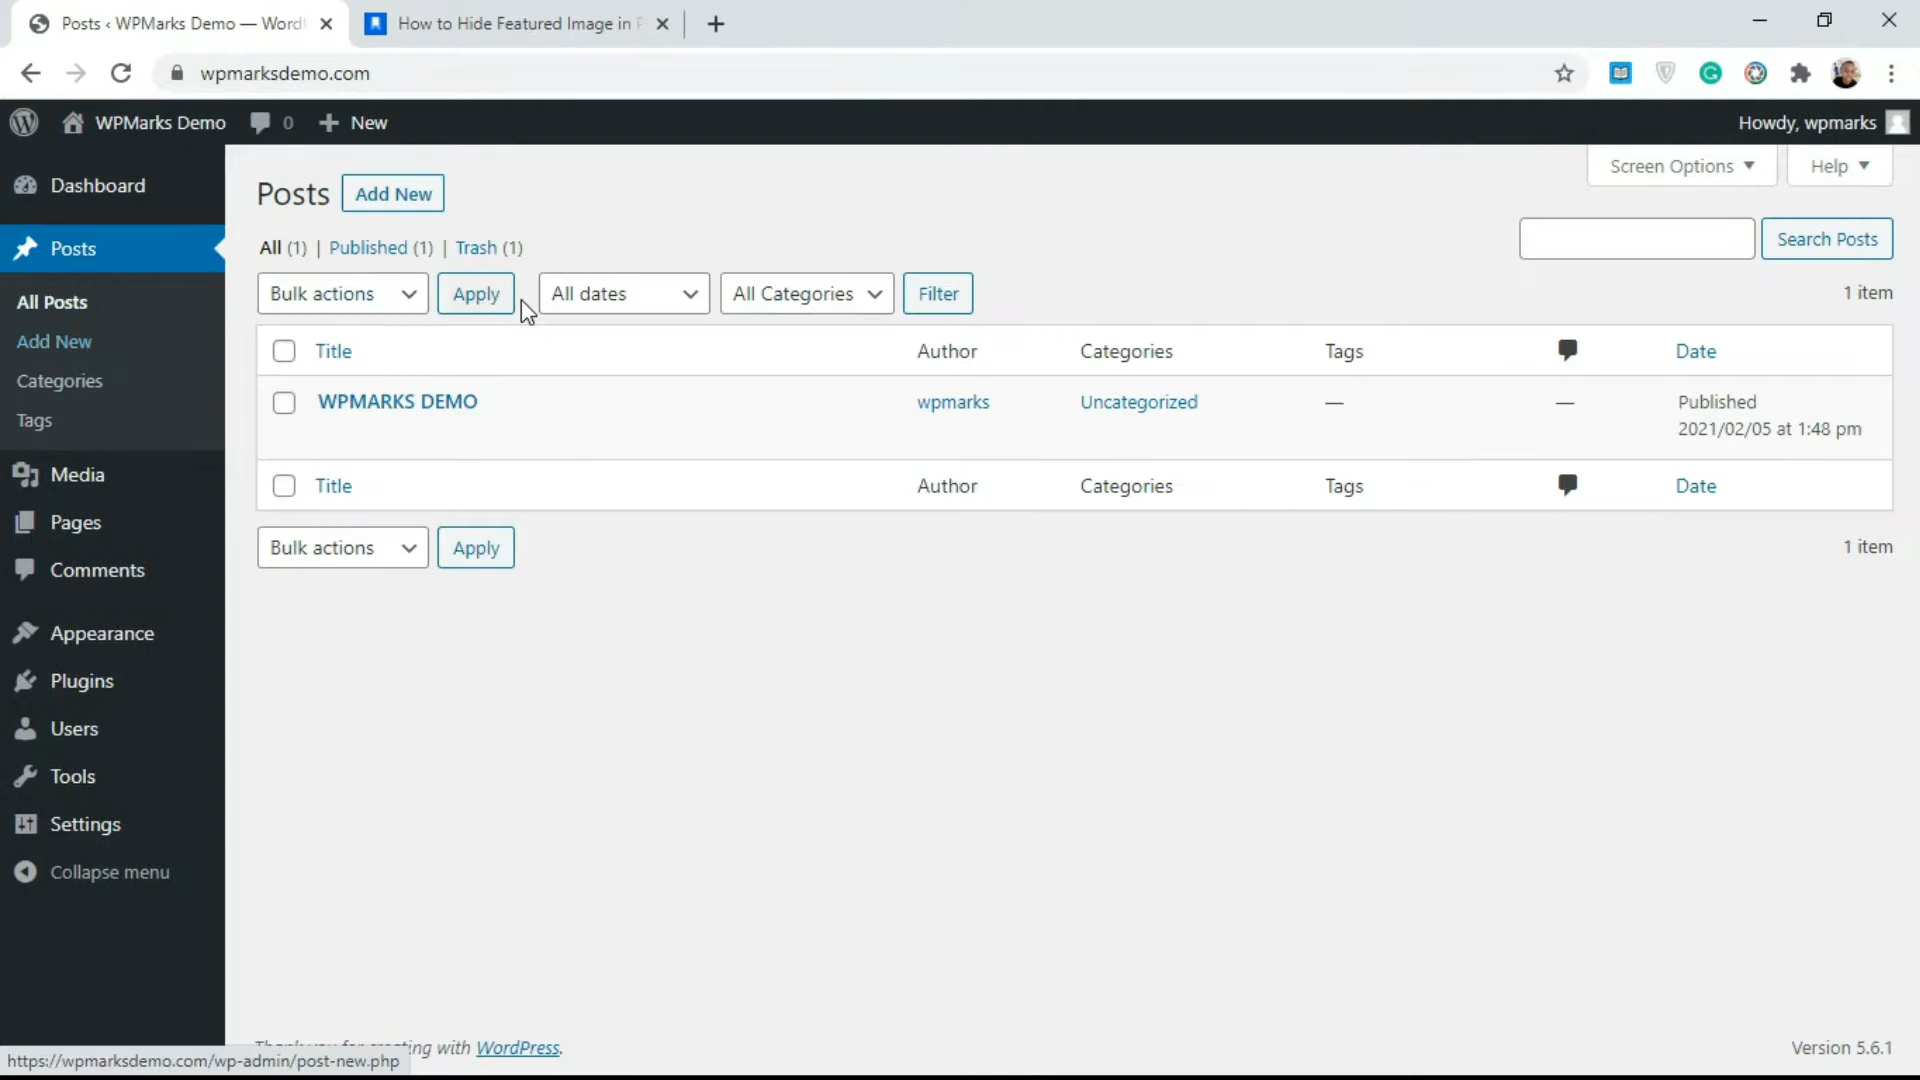 Posts ‹ WPMarks Demo — Word
How to Hide Featured Image in
wpmarksdemo.com
WPMarks Demo
0
New
Howdy, wpmarks
Dashboard
Posts
All Posts
Add New
Categories
Tags
Media
Pages
Comments
Appearance
Plugins
Users
Tools
Settings
Collapse menu
Screen Options
Help
Posts
Add New
All (1) | Published (1) | Trash (1)
Search Posts
Bulk actions
Apply
All dates
All Categories
Filter
1 item
Title Author Categories Tags Date
WPMARKS DEMO wpmarks Uncategorized — — Published
2021/02/05 at 1:48 pm
Title Author Categories Tags Date
Bulk actions
Apply
1 item
with WordPress.
Version 5.6.1
https://wpmarksdemo.com/wp-admin/post-new.php